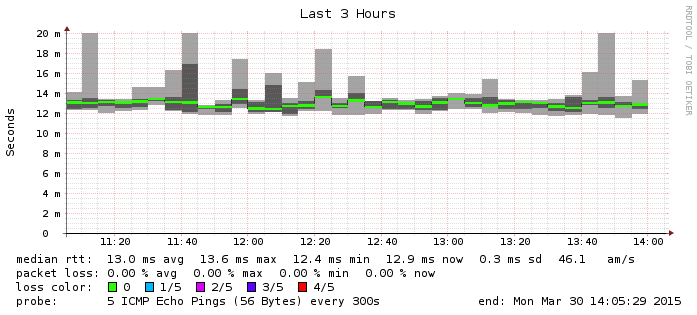 Last 3 Hours
RRDTOOL / TOBI OETIKER
Seconds
20 m
18 m
16 m
14 m
12 m
10 m
8 m
6 m
4 m
2 m
0
11:20 11:40 12:00 12:20 12:40 13:00 13:20 13:40 14:00
median rtt: 13.0 ms avg 13.6 ms max 12.4 ms min 12.9 ms now 0.3 ms sd 46.1 am/s
packet loss: 0.00 % avg 0.00 % max 0.00 % min 0.00 % now
loss color: 0 1/5 2/5 3/5 4/5
probe: 5 ICMP Echo Pings (56 Bytes) every 300s end: Mon Mar 30 14:05:29 2015